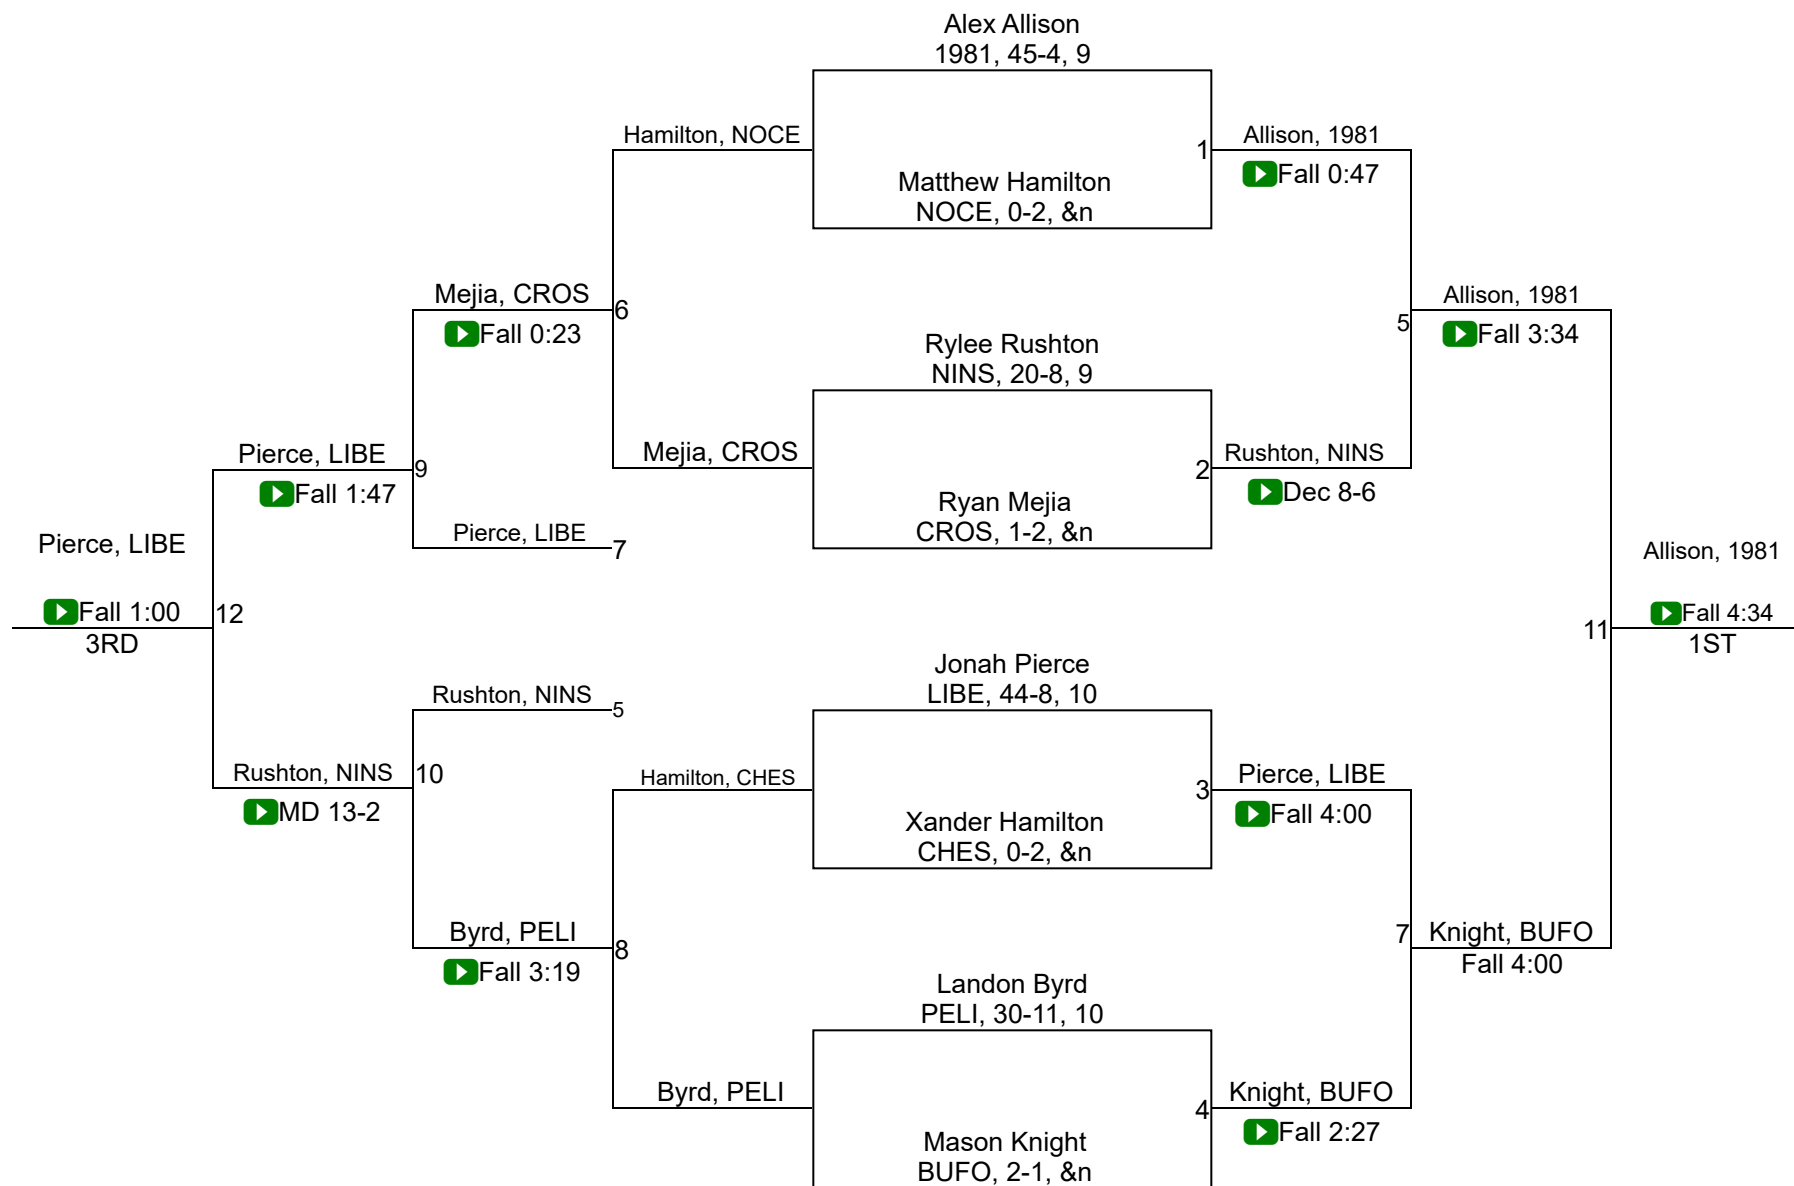 Alex Allison
1981, 45-4, 9
Hamilton, NOCE
1
Allison, 1981
Fall 0:47
Matthew Hamilton
NOCE, 0-2, &n
Mejia, CROS
6
Fall 0:23
5
Allison, 1981
Fall 3:34
Rylee Rushton
NINS, 20-8, 9
Pierce, LIBE
9
Fall 1:47
Mejia, CROS
2
Rushton, NINS
Dec 8-6
Ryan Mejia
CROS, 1-2, &n
Pierce, LIBE
7
Pierce, LIBE
Fall 1:00
3RD
12
Allison, 1981
11
Fall 4:34
1ST
Jonah Pierce
LIBE, 44-8, 10
Rushton, NINS
5
Rushton, NINS
10
MD 13-2
Hamilton, CHES
3
Pierce, LIBE
Fall 4:00
Xander Hamilton
CHES, 0-2, &n
Byrd, PELI
8
Fall 3:19
7
Knight, BUFO
Fall 4:00
Landon Byrd
PELI, 30-11, 10
Byrd, PELI
4
Knight, BUFO
Fall 2:27
Mason Knight
BUFO, 2-1, &n